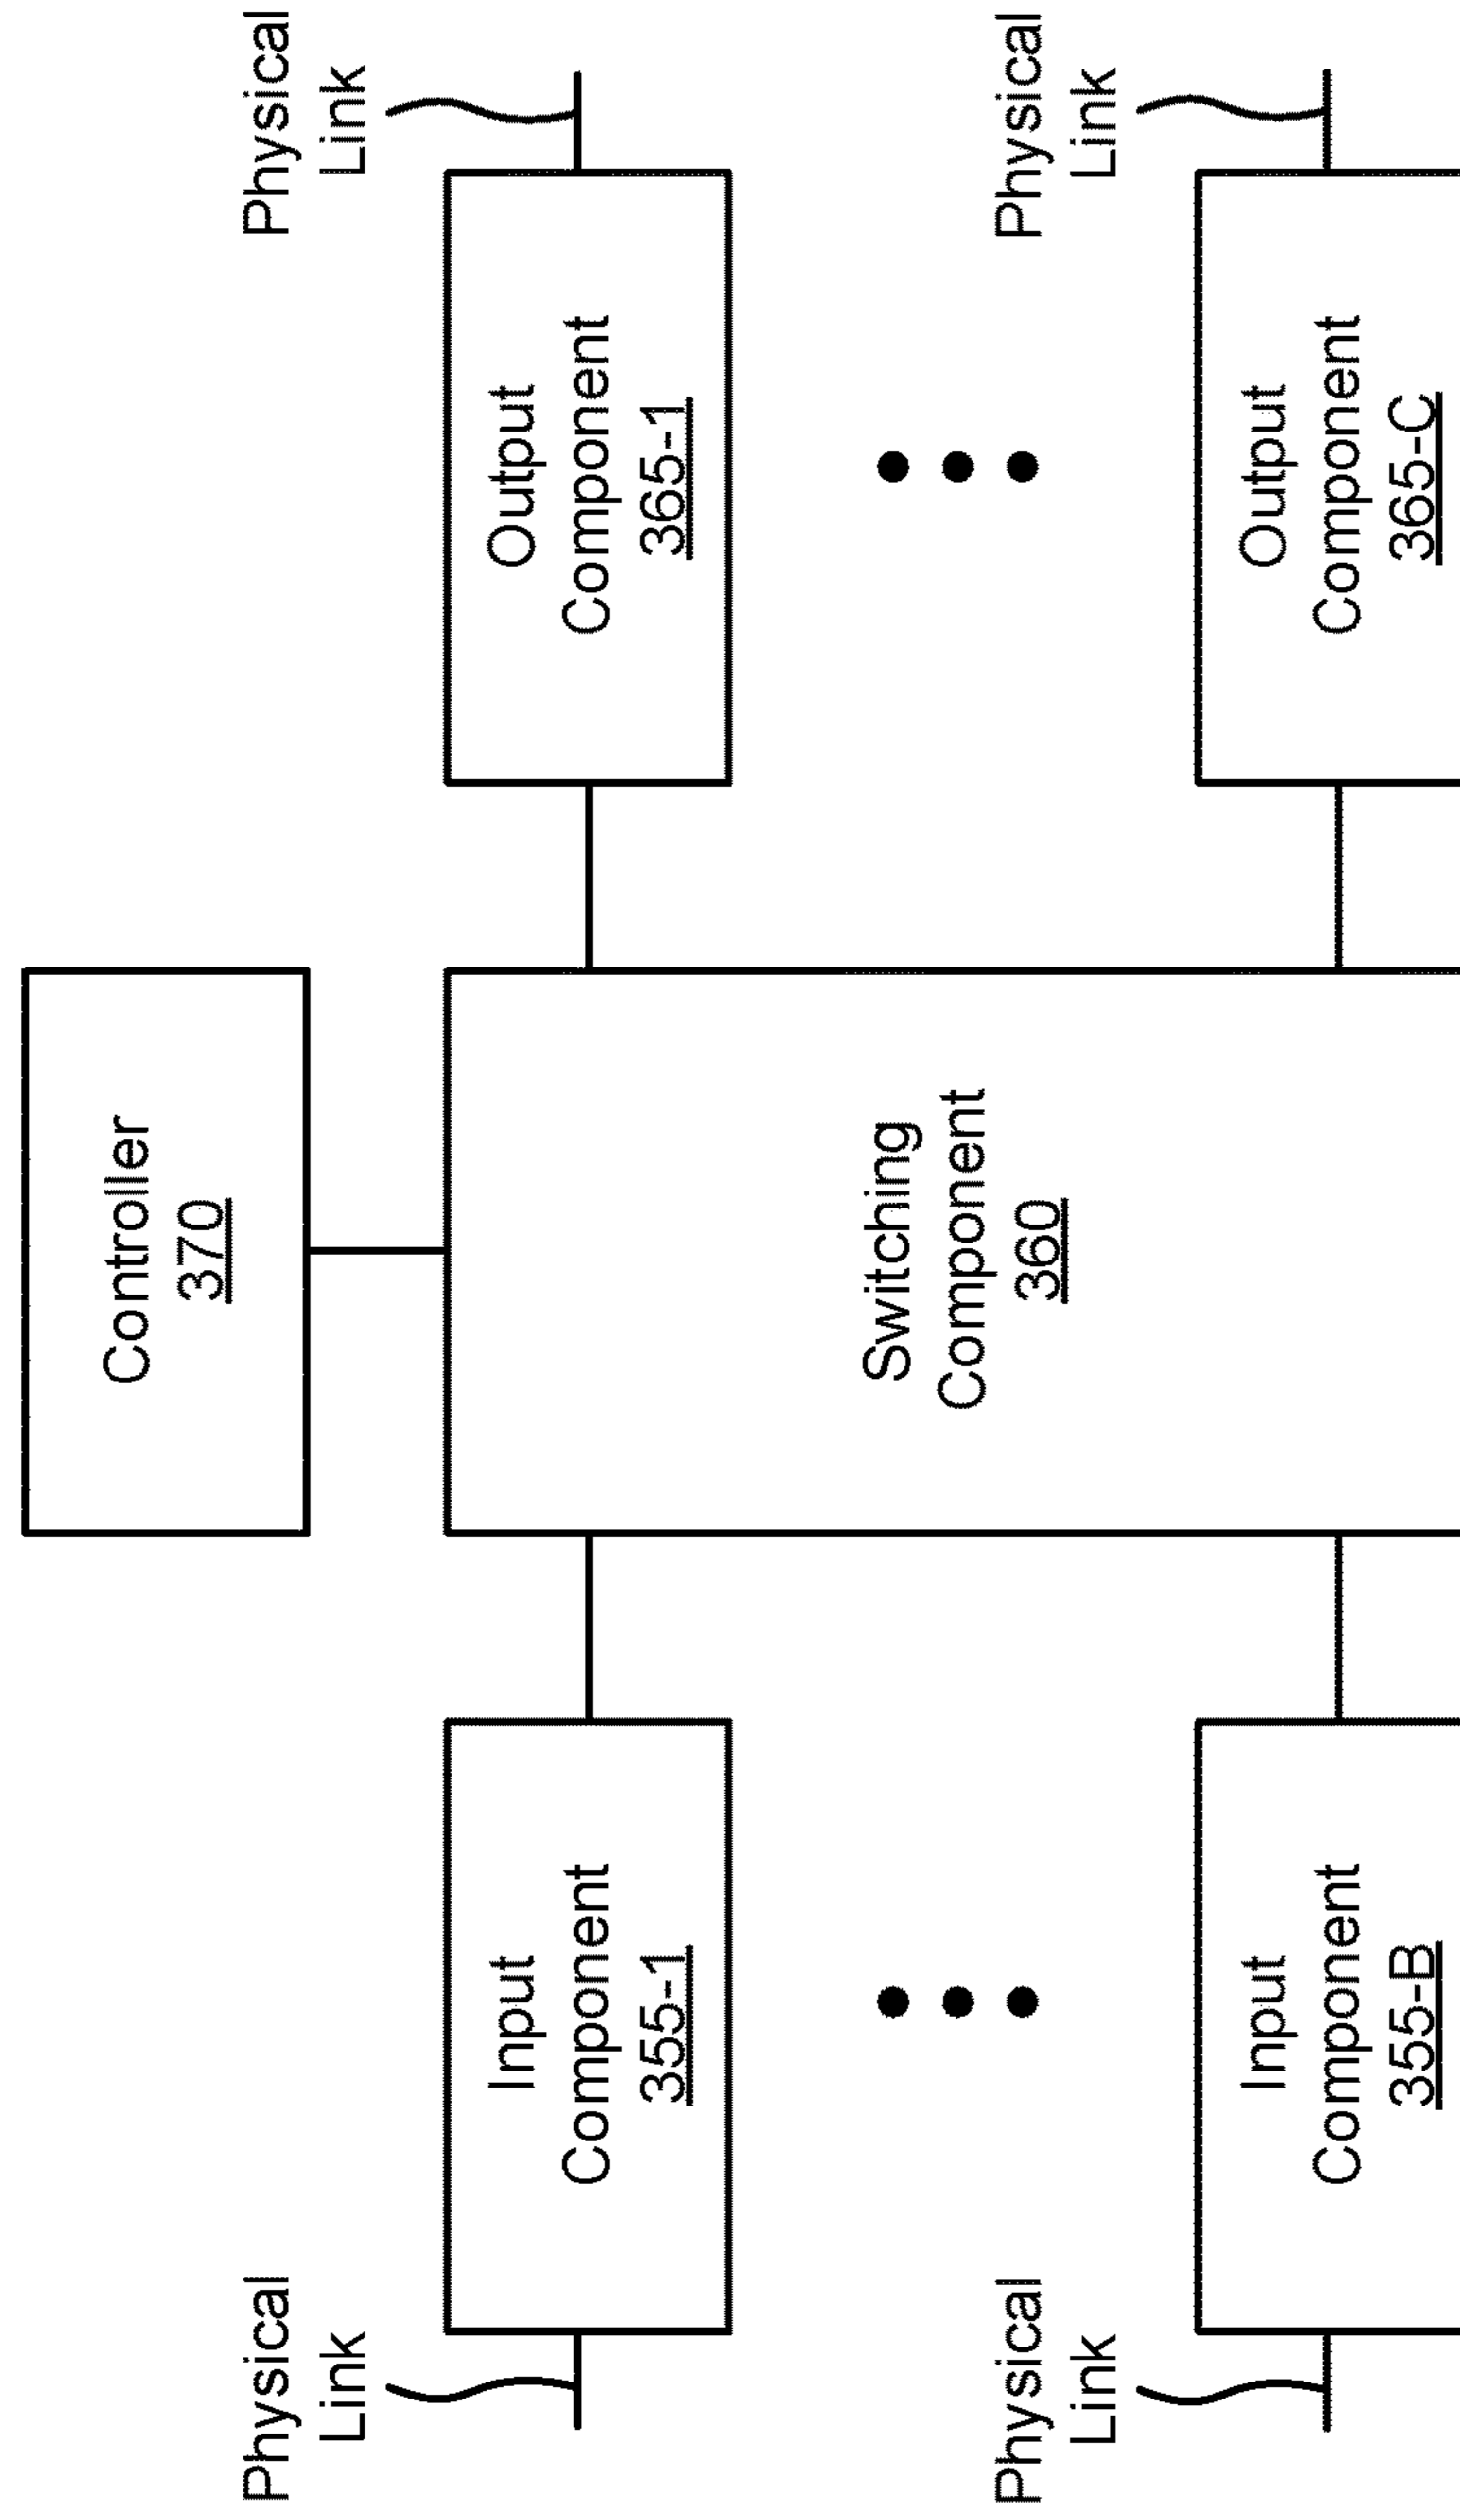 Controller
370
Physical
Link
Input
Component
355-1
Switching
Component
360
Output
Component
365-1
Physical
Link
Physical
Link
Input
Component
355-B
Output
Component
365-C
Physical
Link